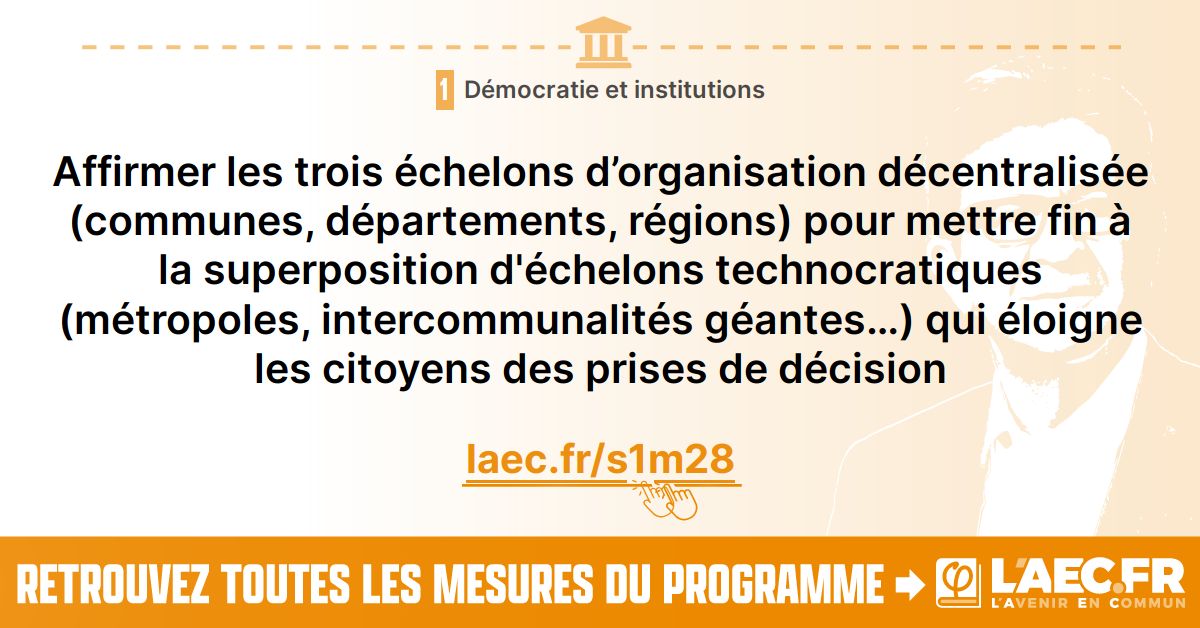 1 Démocratie et institutions
Affirmer les trois échelons d’organisation décentralisée
(communes, départements, régions) pour mettre fin à
la superposition d'échelons technocratiques
(métropoles, intercommunalités géantes...) qui éloigne
les citoyens des prises de décision
laec.fr/s1m28
RETROUVEZ TOUTES LES MESURES DU PROGRAMME
φ L'AEC.FR
L'AVENIR EN COMMUN